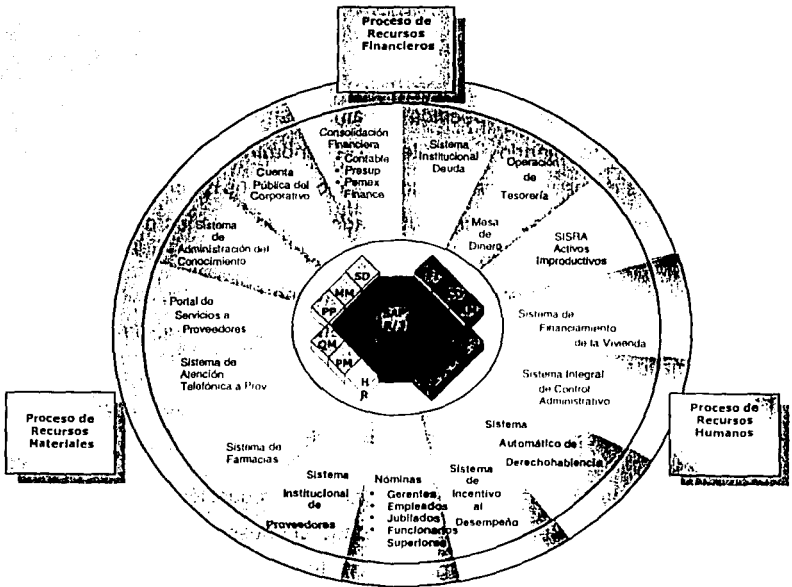 Proceso de
Recursos
Financieros
Consolidación
Financiera
• Contable
• Presup
• Pemex
Finance
Sistema
Institucional
Deuda
Operación
de
Tesorería
Cuenta
Pública del
Corporativo
Mesa
de
Dinero
SISRA
Activos
Improductivos
Sistema
de
Administración del
Conocimiento
Portal de
Servicios a
Proveedores
Sistema de
Atención
Telefónica a Prov
SD
MM
PP
QM
PM
H
R
Sistema de
Financiamiento
de la Vivienda
Sistema Integral
de Control
Administrativo
Proceso de
Recursos
Materiales
Proceso de
Recursos
Humanos
Sistema
Automático de
Derechohabiencia
Sistema de
Farmacias
Sistema
Institucional
de
Proveedores
Nóminas
• Gerentes
• Empleados
• Jubilados
• Funcionarios
Superiores
Sistema
de
Incentivo
al
Desempeño